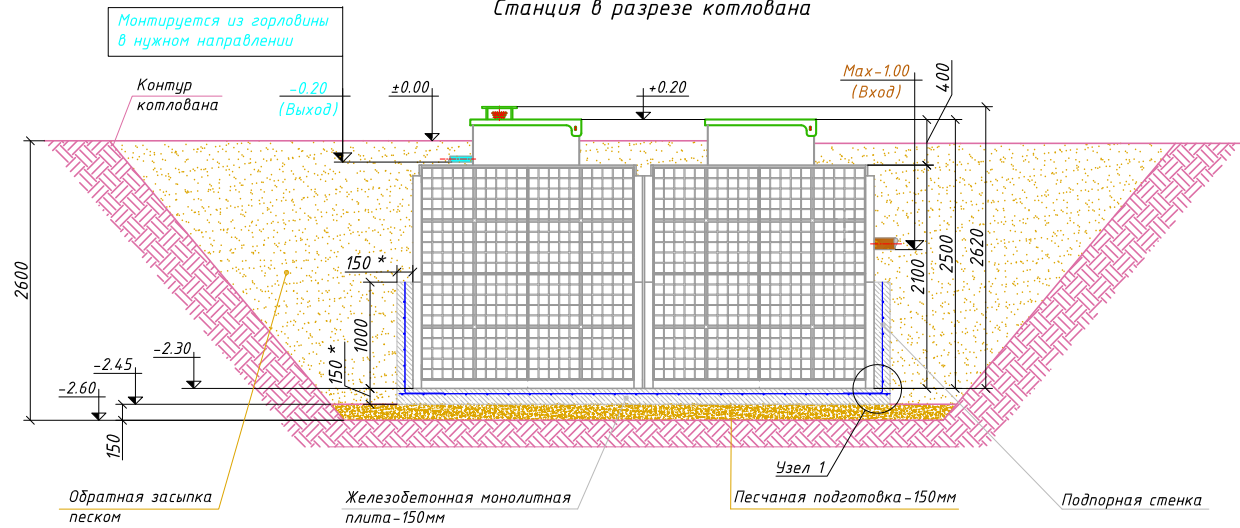 Станция в разрезе котлована
Монтируется из горловины
в нужном направлении
Контур
котлована
-0.20
(Выход)
±0.00
+0.20
Max-1.00
(Вход)
400
2600
150 *
1000
150 *
2100
2500
2620
-2.30
-2.45
-2.60
150
Узел 1
Обратная засыпка
песком
Железобетонная монолитная
плита-150мм
Песчаная подготовка-150мм
Подпорная стенка